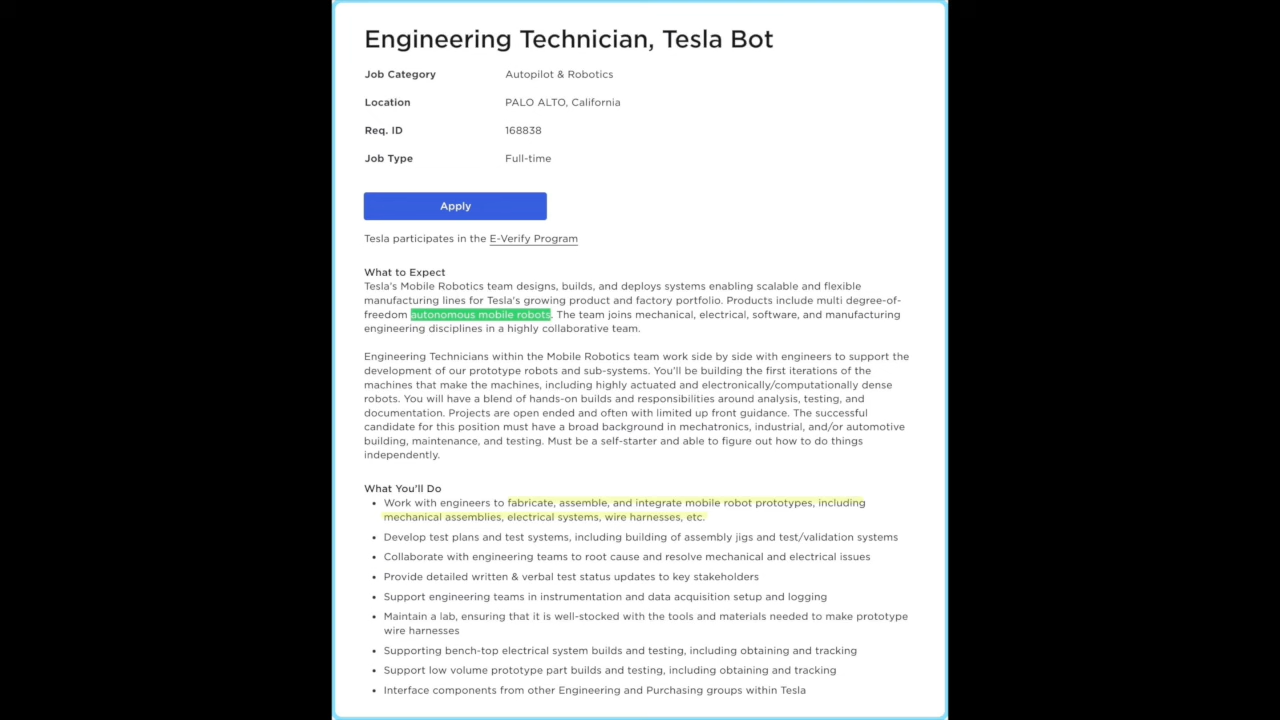 Engineering Technician, Tesla Bot
Job Category Autopilot & Robotics
Location PALO ALTO, California
Req. ID 168838
Job Type Full-time
Apply
Tesla participates in the E-Verify Program
What to Expect
Tesla's Mobile Robotics team designs, builds, and deploys systems enabling scalable and flexible
manufacturing lines for Tesla's growing product and factory portfolio. Products include multi degree-of-
freedom autonomous mobile robots. The team joins mechanical, electrical, software, and manufacturing
engineering disciplines in a highly collaborative team.
Engineering Technicians within the Mobile Robotics team work side by side with engineers to support the
development of our prototype robots and sub-systems. You'll be building the first iterations of the
machines that make the machines, including highly actuated and electronically/computationally dense
robots. You will have a blend of hands-on builds and responsibilities around analysis, testing, and
documentation. Projects are open ended and often with limited up front guidance. The successful
candidate for this position must have a broad background in mechatronics, industrial, and/or automotive
building, maintenance, and testing. Must be a self-starter and able to figure out how to do things
independently.
What You'll Do
• Work with engineers to fabricate, assemble, and integrate mobile robot prototypes, including
mechanical assemblies, electrical systems, wire harnesses, etc.
• Develop test plans and test systems, including building of assembly jigs and test/validation systems
• Collaborate with engineering teams to root cause and resolve mechanical and electrical issues
• Provide detailed written & verbal test status updates to key stakeholders
• Support engineering teams in instrumentation and data acquisition setup and logging
• Maintain a lab, ensuring that it is well-stocked with the tools and materials needed to make prototype
wire harnesses
• Supporting bench-top electrical system builds and testing, including obtaining and tracking
• Support low volume prototype part builds and testing, including obtaining and tracking
• Interface components from other Engineering and Purchasing groups within Tesla